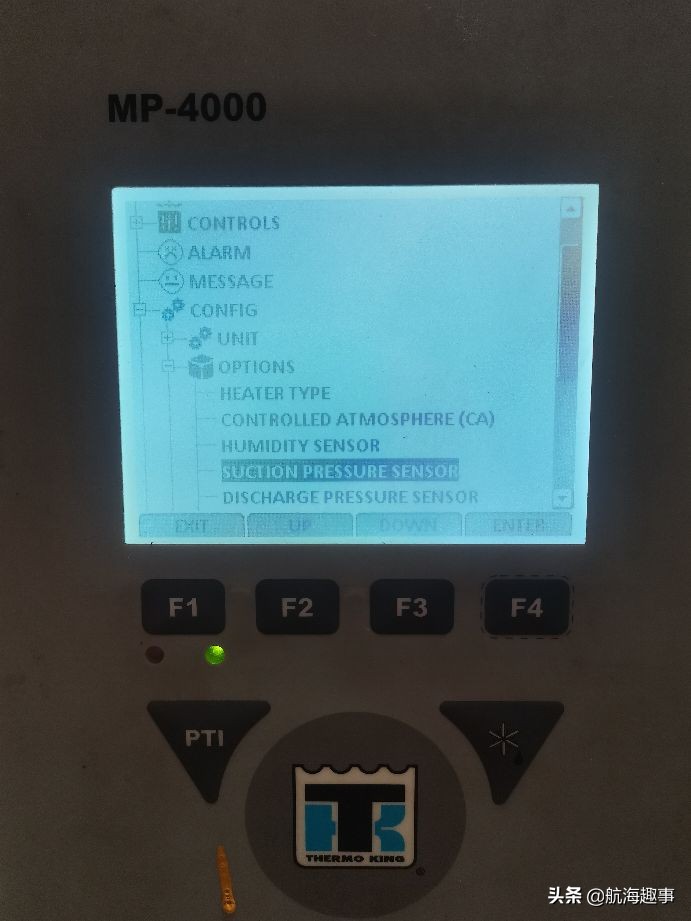 MP-4000
CONTROLS
ALARM
MESSAGE
CONFIG
UNIT
OPTIONS
HEATER TYPE
CONTROLLED ATMOSPHERE (CA)
HUMIDITY SENSOR
SUCTION PRESSURE SENSOR
DISCHARGE PRESSURE SENSOR
EXIT UP DOWN ENTER
F1 F2 F3 F4
PTI
THERMO KING
头条 @航海趣事